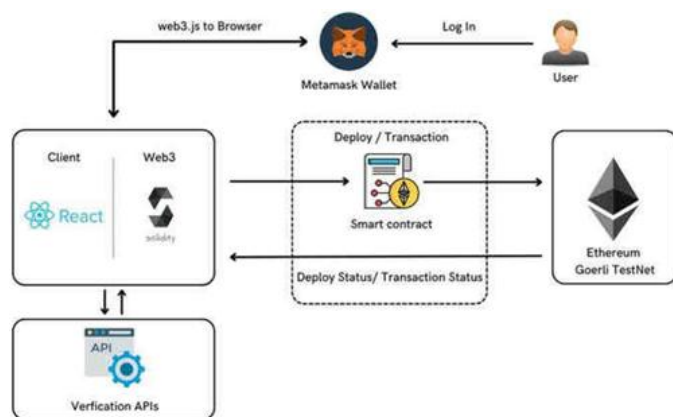 web3.js to Browser
Log In
Metamask Wallet
User
Client
Web3
React
solidity
Deploy / Transaction
Smart contract
Deploy Status/ Transaction Status
Ethereum
Goerli TestNet
API
Verfication APIs